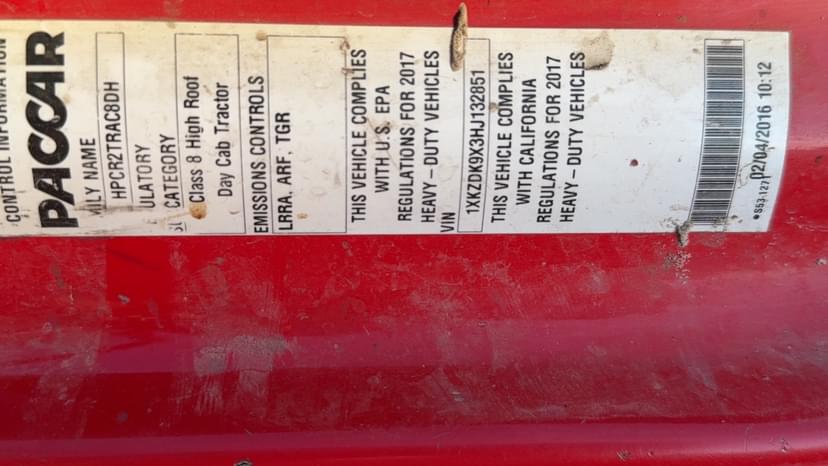 CONTROL INFORMATION
PACCAR
ILY NAME
HPCR2TRAC8DH
ULATORY
CATEGORY
Class 8 High Roof
Day Cab Tractor
EMISSIONS CONTROLS
LRRA, ARF, TGR
THIS VEHICLE COMPLIES
WITH U.S. EPA
REGULATIONS FOR 2017
HEAVY-DUTY VEHICLES
VIN
1XKZDK9X3HJ132851
THIS VEHICLE COMPLIES
WITH CALIFORNIA
REGULATIONS FOR 2017
HEAVY-DUTY VEHICLES
02/04/2016 10:12